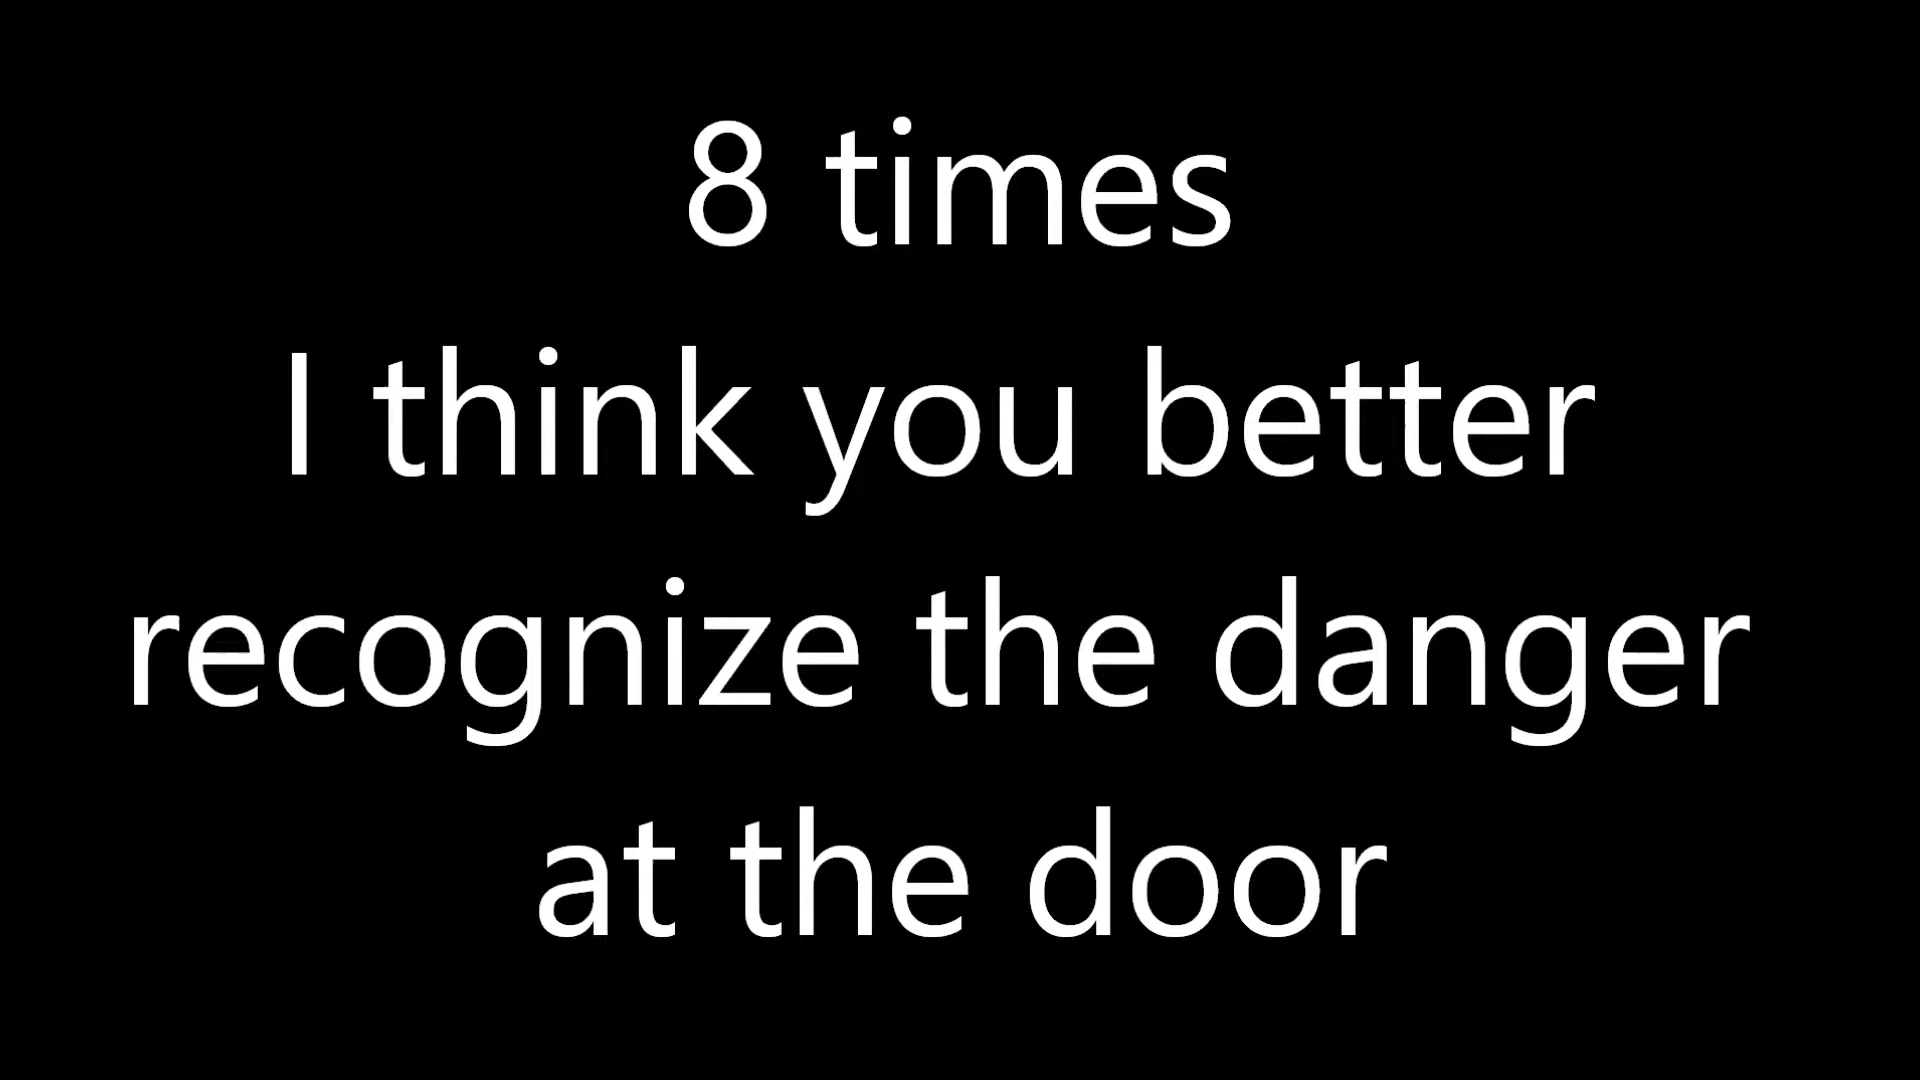 8 times
I think you better
recognize the danger
at the door